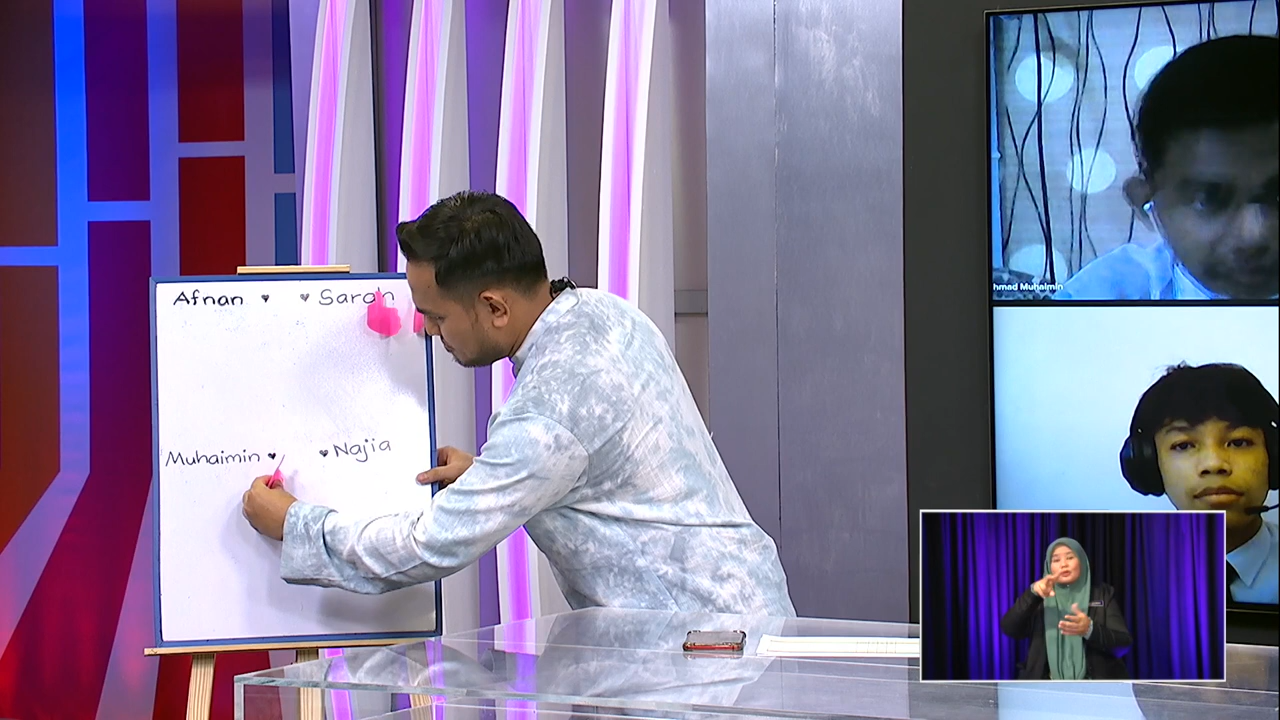 Afnan ♥ ♥ Sarah
Muhaimin ♥ ♥ Najia
hmad Muhaimin